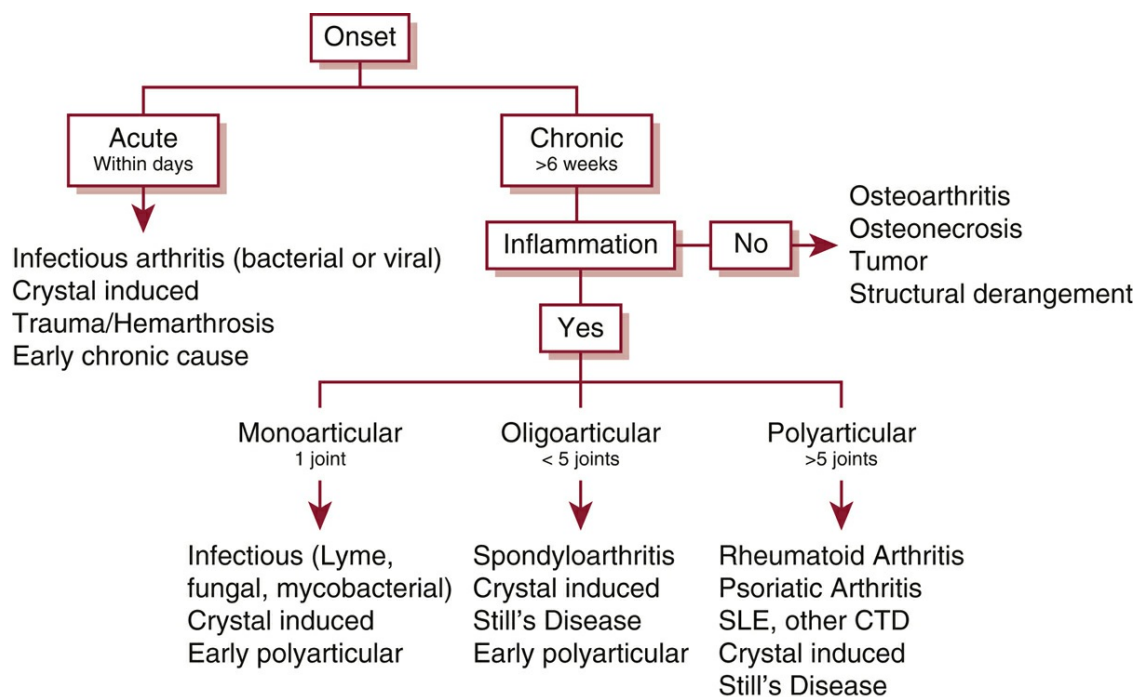 Onset
Acute
Within days
Infectious arthritis (bacterial or viral)
Crystal induced
Trauma/Hemarthrosis
Early chronic cause
Chronic
>6 weeks
Inflammation
No
Osteoarthritis
Osteonecrosis
Tumor
Structural derangement
Yes
Monoarticular
1 joint
Infectious (Lyme,
fungal, mycobacterial)
Crystal induced
Early polyarticular
Oligoarticular
< 5 joints
Spondyloarthritis
Crystal induced
Still's Disease
Early polyarticular
Polyarticular
>5 joints
Rheumatoid Arthritis
Psoriatic Arthritis
SLE, other CTD
Crystal induced
Still's Disease